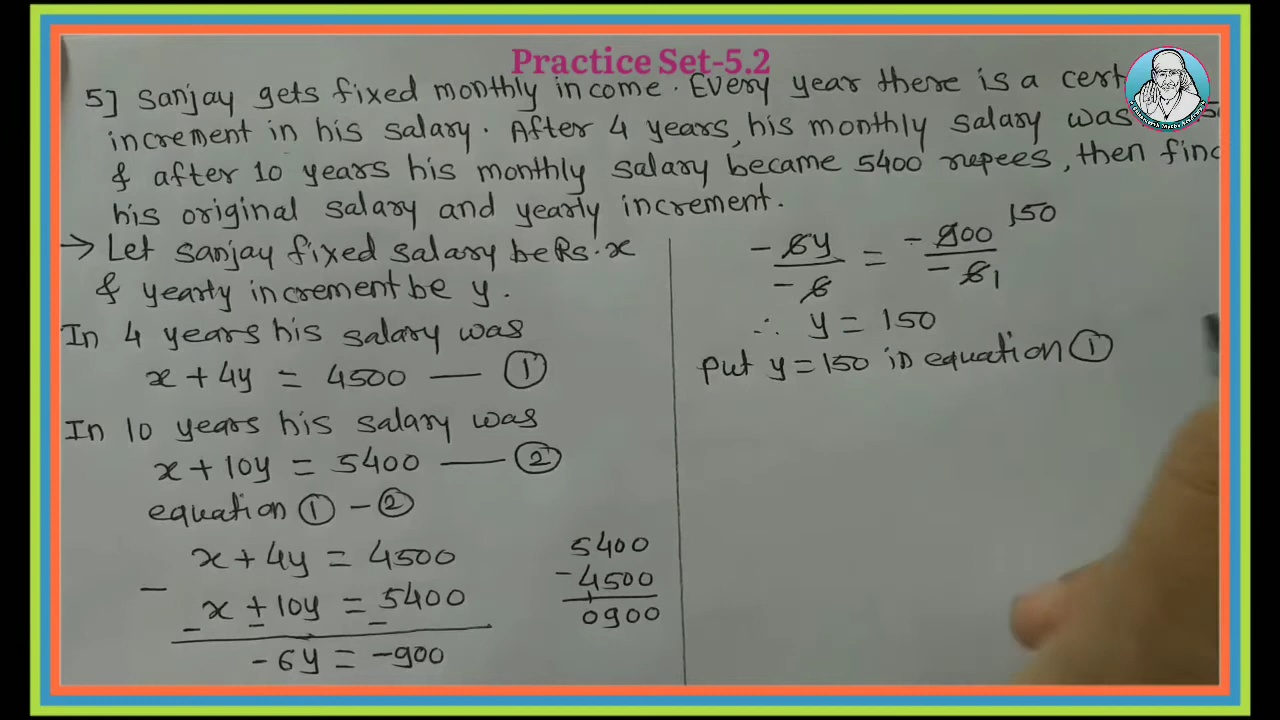 Practice Set-5.2
5] Sanjay gets fixed monthly income. Every year there is a
increment in his salary. After 4 years, his monthly salary was
& after 10 years his monthly salary became 5400 rupees, then
his original salary and yearly increment.
→ Let sanjay fixed salary be Rs. x
& yearly increment be y.
In 4 years his salary was
x + 4y = 4500 — ①
In 10 years his salary was
x + 10y = 5400 — ②
equation ① - ②
x + 4y = 4500
- x + 10y = 5400
- - -
-6y = -900
5400
- 4500
0900
-6y / -6 = -900 / -6 1 150
∴ y = 150
put y = 150 in equation ①